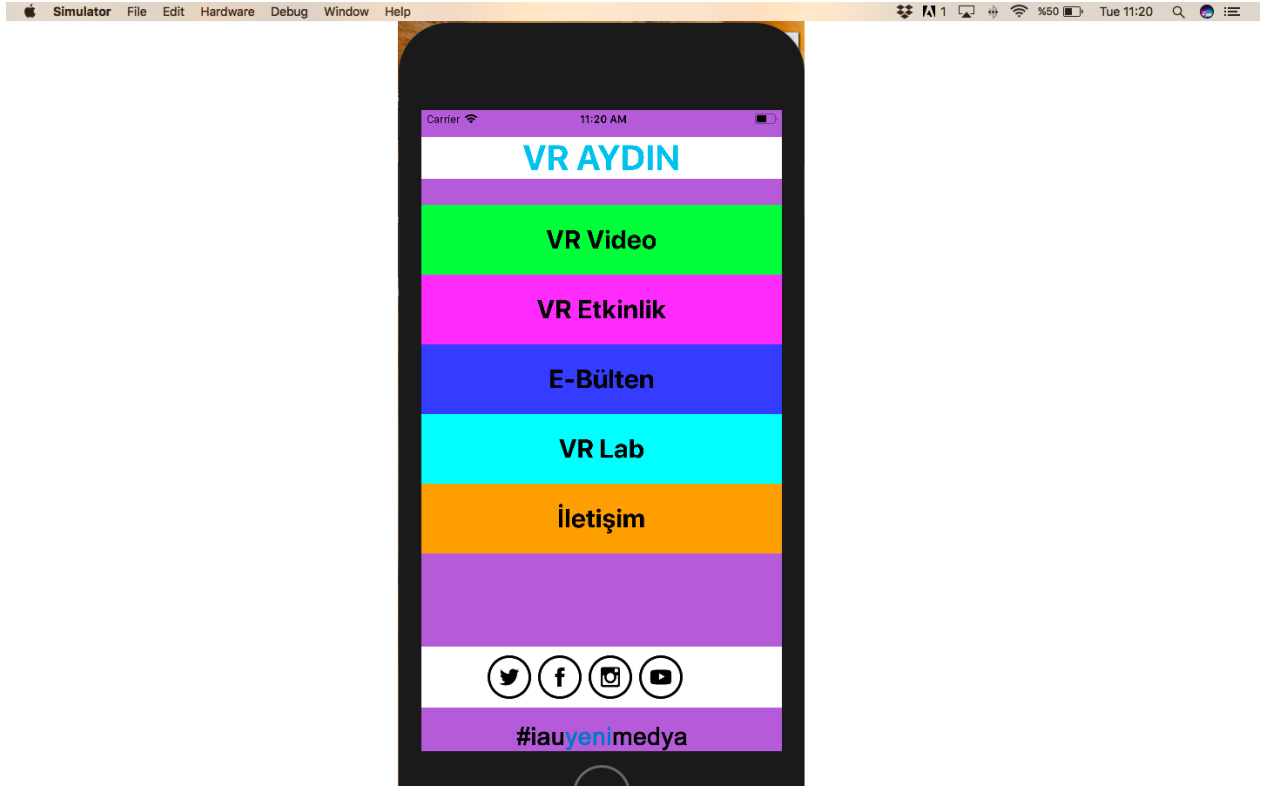 Simulator File Edit Hardware Debug Window Help 1 %50 Tue 11:20
Carrier 11:20 AM
VR AYDIN
VR Video
VR Etkinlik
E-Bülten
VR Lab
İletişim
#iauyenimedya